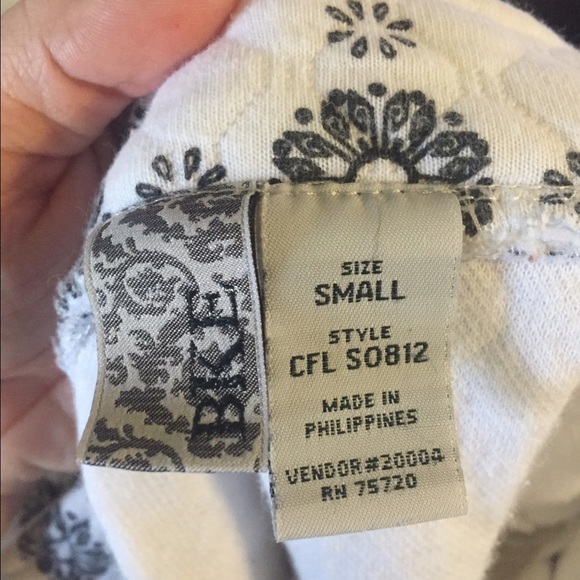 BKE
SIZE
SMALL
STYLE
CFL S0812
MADE IN
PHILIPPINES
VENDOR#20004
RN 75720